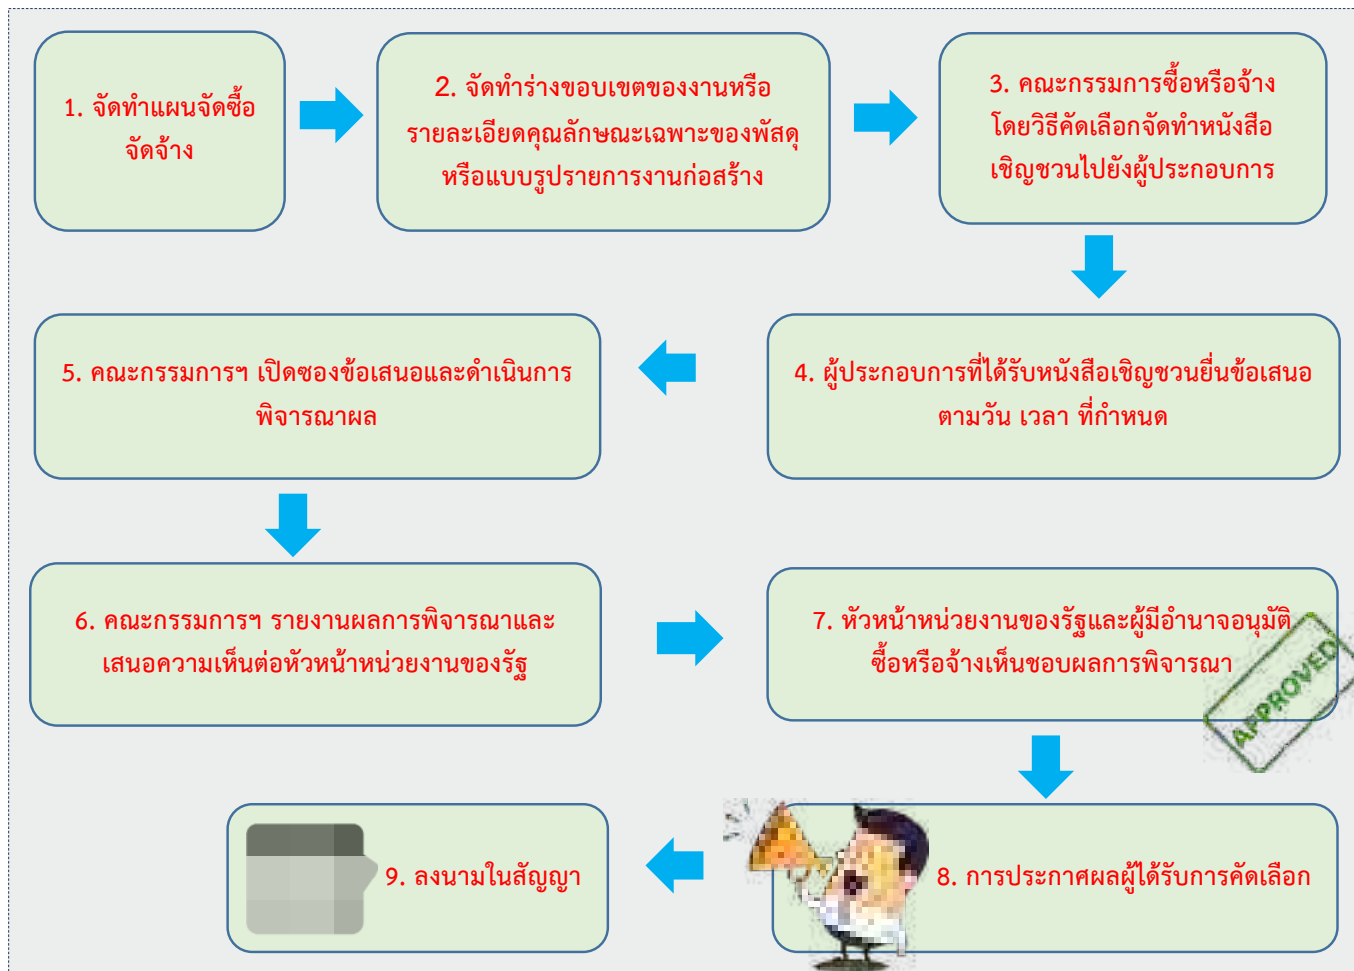 1. จัดทำแผนจัดซื้อ
จัดจ้าง
2. จัดทำร่างขอบเขตของงานหรือ
รายละเอียดคุณลักษณะเฉพาะของพัสดุ
หรือแบบรูปรายการงานก่อสร้าง
3. คณะกรรมการซื้อหรือจ้าง
โดยวิธีคัดเลือกจัดทำหนังสือ
เชิญชวนไปยังผู้ประกอบการ
4. ผู้ประกอบการที่ได้รับหนังสือเชิญชวนยื่นข้อเสนอ
ตามวัน เวลา ที่กำหนด
5. คณะกรรมการฯ เปิดซองข้อเสนอและดำเนินการ
พิจารณาผล
6. คณะกรรมการฯ รายงานผลการพิจารณาและ
เสนอความเห็นต่อหัวหน้าหน่วยงานของรัฐ
7. หัวหน้าหน่วยงานของรัฐและผู้มีอำนาจอนุมัติ
ซื้อหรือจ้างเห็นชอบผลการพิจารณา
APPROVED
8. การประกาศผลผู้ได้รับการคัดเลือก
9. ลงนามในสัญญา